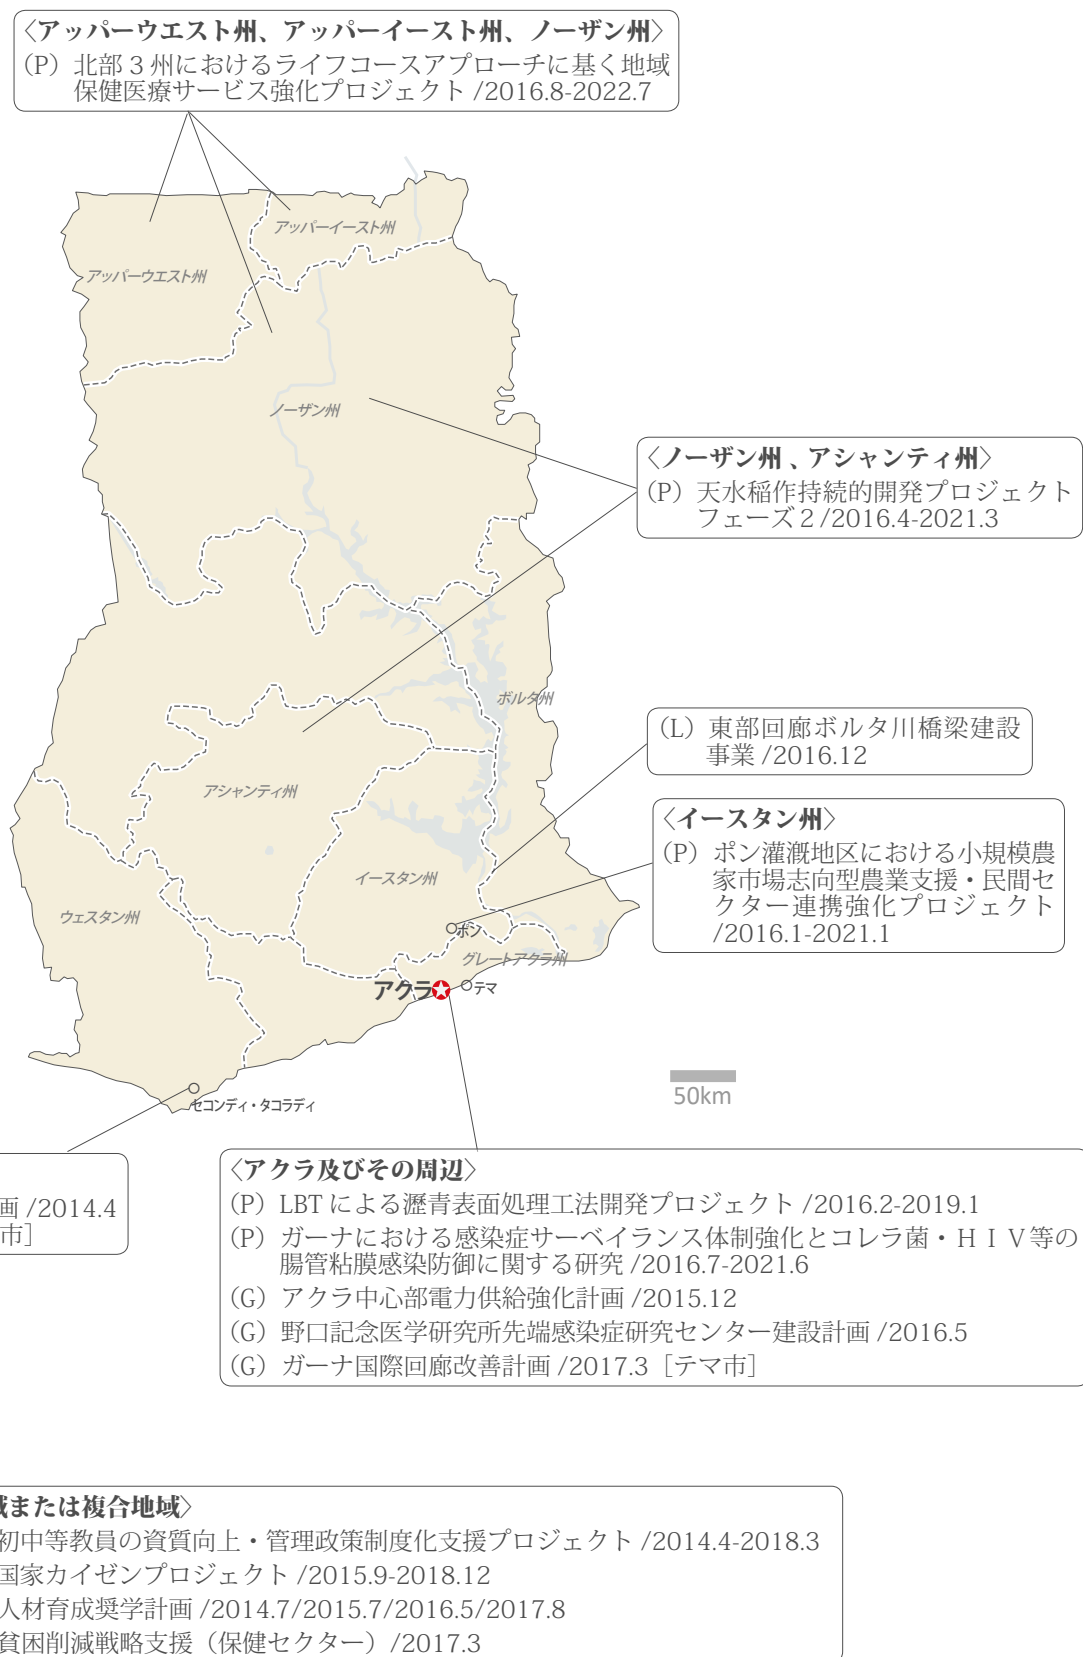 〈アッパーウエスト州、アッパーイースト州、ノーザン州〉
(P) 北部3州におけるライフコースアプローチに基く地域
保健医療サービス強化プロジェクト /2016.8-2022.7
アッパーイースト州
アッパーウエスト州
ノーザン州
〈ノーザン州 、アシャンティ州〉
(P) 天水稲作持続的開発プロジェクト
フェーズ2 /2016.4-2021.3
ボルタ州
(L) 東部回廊ボルタ川橋梁建設
事業 /2016.12
アシャンティ州
〈イースタン州〉
(P) ポン灌漑地区における小規模農
家市場志向型農業支援・民間セ
クター連携強化プロジェクト
/2016.1-2021.1
イースタン州
ウェスタン州
ポン
グレートアクラ州
アクラ
テマ
50km
セコンディ・タコラディ
画 /2014.4
市］
〈アクラ及びその周辺〉
(P) LBT による瀝青表面処理工法開発プロジェクト /2016.2-2019.1
(P) ガーナにおける感染症サーベイランス体制強化とコレラ菌・ＨＩＶ等の
腸管粘膜感染防御に関する研究 /2016.7-2021.6
(G) アクラ中心部電力供給強化計画 /2015.12
(G) 野口記念医学研究所先端感染症研究センター建設計画 /2016.5
(G) ガーナ国際回廊改善計画 /2017.3［テマ市］
域または複合地域〉
初中等教員の資質向上・管理政策制度化支援プロジェクト /2014.4-2018.3
国家カイゼンプロジェクト /2015.9-2018.12
人材育成奨学計画 /2014.7/2015.7/2016.5/2017.8
貧困削減戦略支援（保健セクター）/2017.3